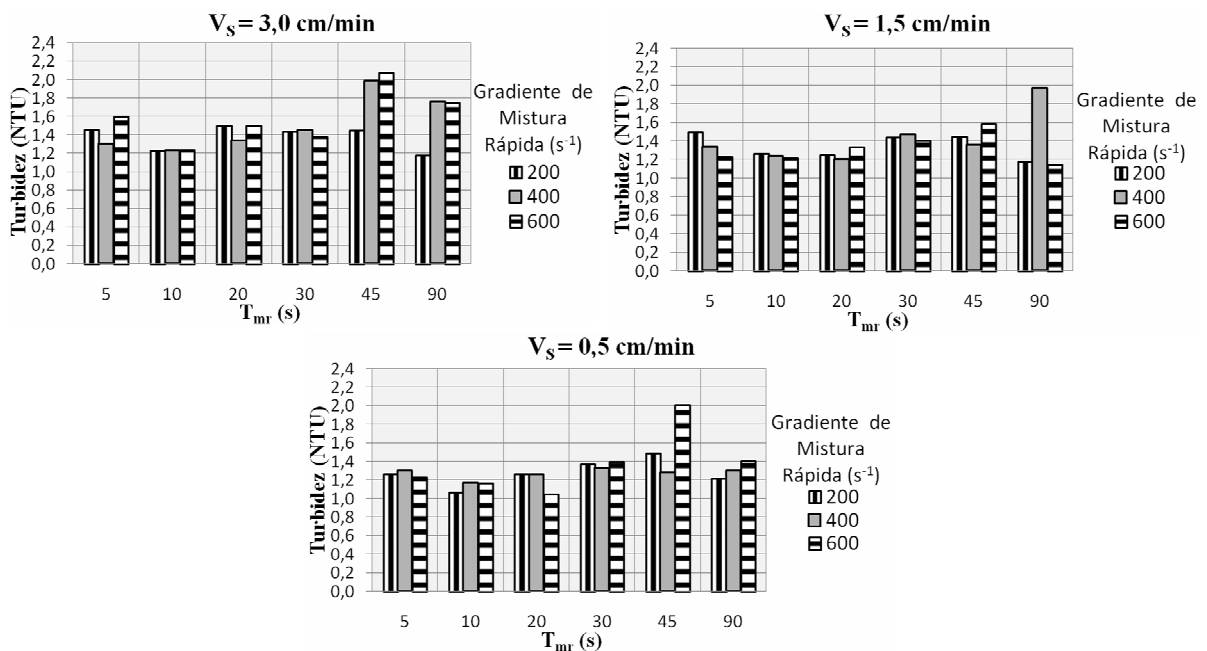 Vs = 3,0 cm/min
Turbidez (NTU)
2,4
2,2
2,0
1,8
1,6
1,4
1,2
1,0
0,8
0,6
0,4
0,2
0,0
5 10 20 30 45 90
Tmr (s)
Gradiente de
Mistura
Rápida (s-1)
200
400
600
Vs = 1,5 cm/min
Turbidez (NTU)
2,4
2,2
2,0
1,8
1,6
1,4
1,2
1,0
0,8
0,6
0,4
0,2
0,0
5 10 20 30 45 90
Tmr (s)
Gradiente de
Mistura
Rápida (s-1)
200
400
600
Vs = 0,5 cm/min
Turbidez (NTU)
2,4
2,2
2,0
1,8
1,6
1,4
1,2
1,0
0,8
0,6
0,4
0,2
0,0
5 10 20 30 45 90
Tmr (s)
Gradiente de
Mistura
Rápida (s-1)
200
400
600